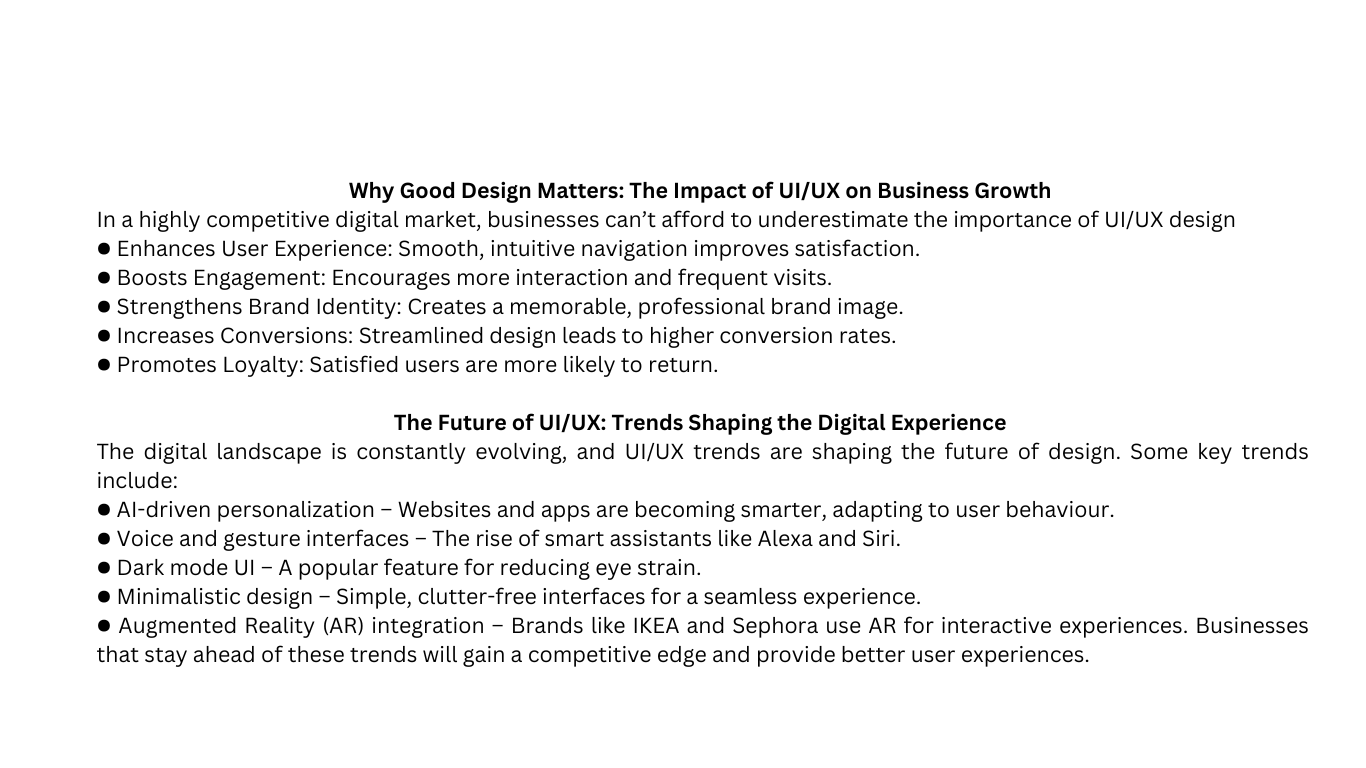 Why Good Design Matters: The Impact of UI/UX on Business Growth
In a highly competitive digital market, businesses can’t afford to underestimate the importance of UI/UX design
● Enhances User Experience: Smooth, intuitive navigation improves satisfaction.
● Boosts Engagement: Encourages more interaction and frequent visits.
● Strengthens Brand Identity: Creates a memorable, professional brand image.
● Increases Conversions: Streamlined design leads to higher conversion rates.
● Promotes Loyalty: Satisfied users are more likely to return.
The Future of UI/UX: Trends Shaping the Digital Experience
The digital landscape is constantly evolving, and UI/UX trends are shaping the future of design. Some key trends
include:
● AI-driven personalization – Websites and apps are becoming smarter, adapting to user behaviour.
● Voice and gesture interfaces – The rise of smart assistants like Alexa and Siri.
● Dark mode UI – A popular feature for reducing eye strain.
● Minimalistic design – Simple, clutter-free interfaces for a seamless experience.
● Augmented Reality (AR) integration – Brands like IKEA and Sephora use AR for interactive experiences. Businesses
that stay ahead of these trends will gain a competitive edge and provide better user experiences.